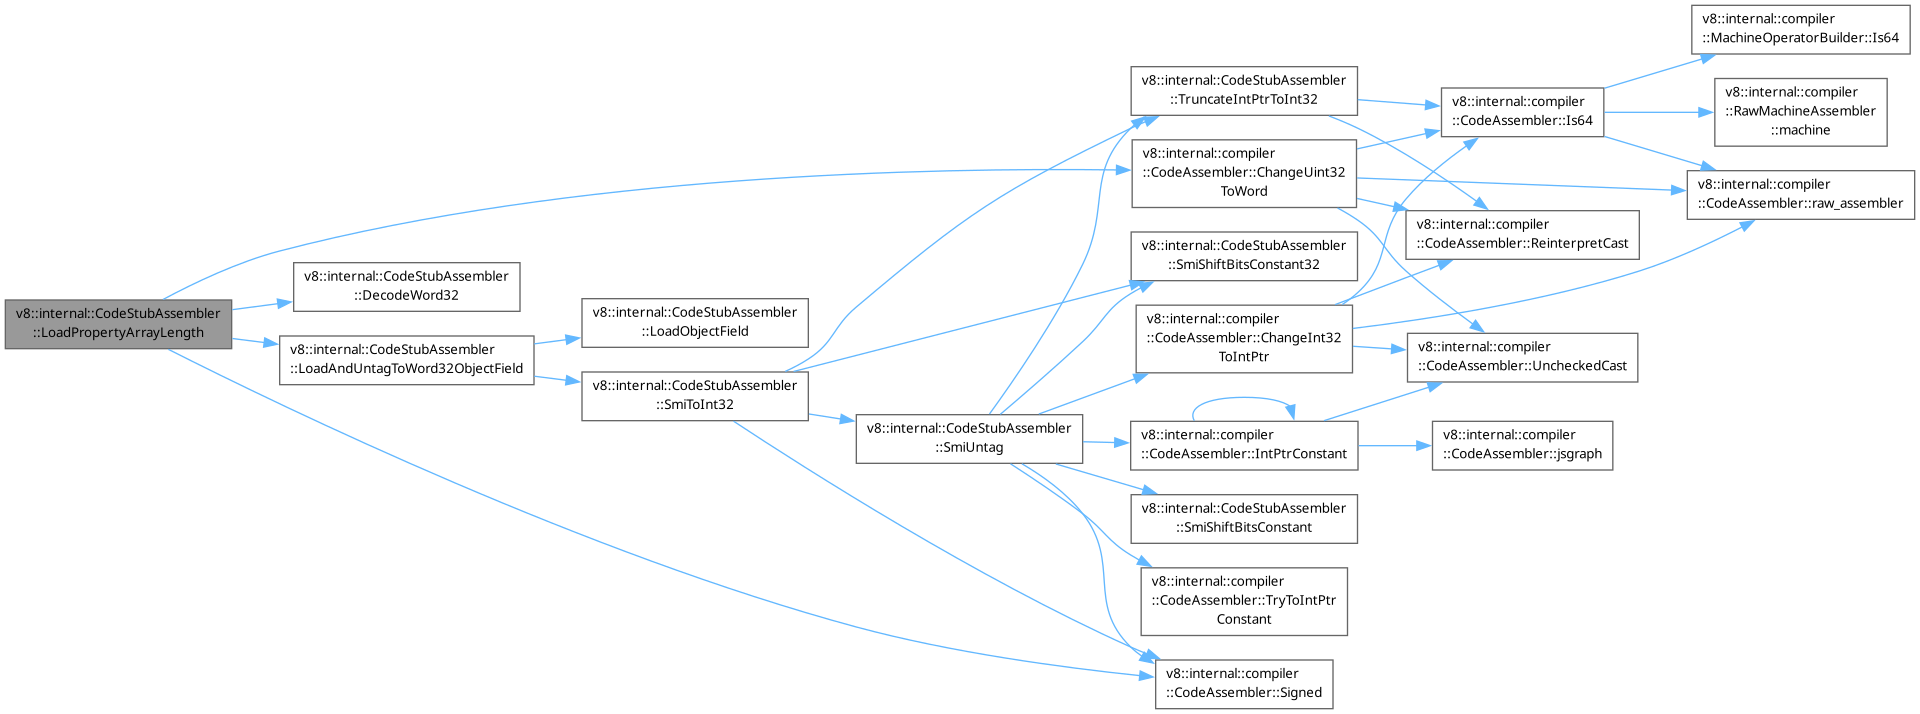 v8::internal::CodeStubAssembler
::LoadPropertyArrayLength
v8::internal::CodeStubAssembler
::DecodeWord32
v8::internal::CodeStubAssembler
::LoadAndUntagToWord32ObjectField
v8::internal::CodeStubAssembler
::LoadObjectField
v8::internal::CodeStubAssembler
::SmiToInt32
v8::internal::CodeStubAssembler
::SmiUntag
v8::internal::CodeStubAssembler
::TruncateIntPtrToInt32
v8::internal::compiler
::CodeAssembler::ChangeUint32
ToWord
v8::internal::CodeStubAssembler
::SmiShiftBitsConstant32
v8::internal::compiler
::CodeAssembler::ChangeInt32
ToIntPtr
v8::internal::compiler
::CodeAssembler::IntPtrConstant
v8::internal::CodeStubAssembler
::SmiShiftBitsConstant
v8::internal::compiler
::CodeAssembler::TryToIntPtr
Constant
v8::internal::compiler
::CodeAssembler::Signed
v8::internal::compiler
::CodeAssembler::Is64
v8::internal::compiler
::CodeAssembler::ReinterpretCast
v8::internal::compiler
::CodeAssembler::UncheckedCast
v8::internal::compiler
::CodeAssembler::jsgraph
v8::internal::compiler
::MachineOperatorBuilder::Is64
v8::internal::compiler
::RawMachineAssembler
::machine
v8::internal::compiler
::CodeAssembler::raw_assembler